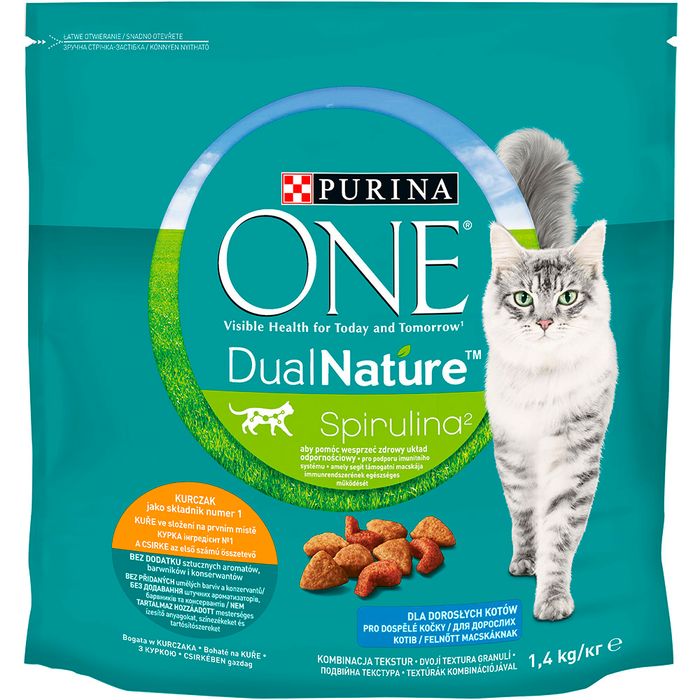 ŁATWE OTWIERANIE / SNADNO OTEVŘETE
ЗРУЧНА СТРІЧКА-ЗАСТІБКА / KÖNNYEN NYITHATÓ
PURINA
ONE®
Visible Health for Today and Tomorrow¹
DualNature™
Spirulina²
aby pomóc wesprzeć zdrowy układ
odpornościowy • pro podporu imunitního
systému • amely segít támogatni macskája
immunrendszerének egészséges
működését
KURCZAK
jako składnik numer 1
KUŘE ve složení na prvním místě
КУРКА інгредієнт №1
A CSIRKE az első számú összetevő
BEZ DODATKU sztucznych aromatów,
barwników i konserwantów
BEZ PŘIDANÝCH umělých barviv a konzervantů/
БЕЗ ДОДАВАННЯ штучних ароматизаторів,
барвників та консервантів / NEM
TARTALMAZ HOZZÁADOTT mesterséges
ízesítő anyagokat, színezékeket és
tartósítószereket
Bogata w KURCZAKA • Bohaté na KUŘE •
З КУРКОЮ • CSIRKÉBEN gazdag
DLA DOROSŁYCH KOTÓW
PRO DOSPĚLÉ KOČKY / ДЛЯ ДОРОСЛИХ
КОТІВ / FELNŐTT MACSKÁKNAK
KOMBINACJA TEKSTUR • DVOJÍ TEXTURA GRANULÍ •
ПОДВІЙНА ТЕКСТУРА • TEXTÚRÁK KOMBINÁCIÓJÁVAL
1,4 kg/кг ℮